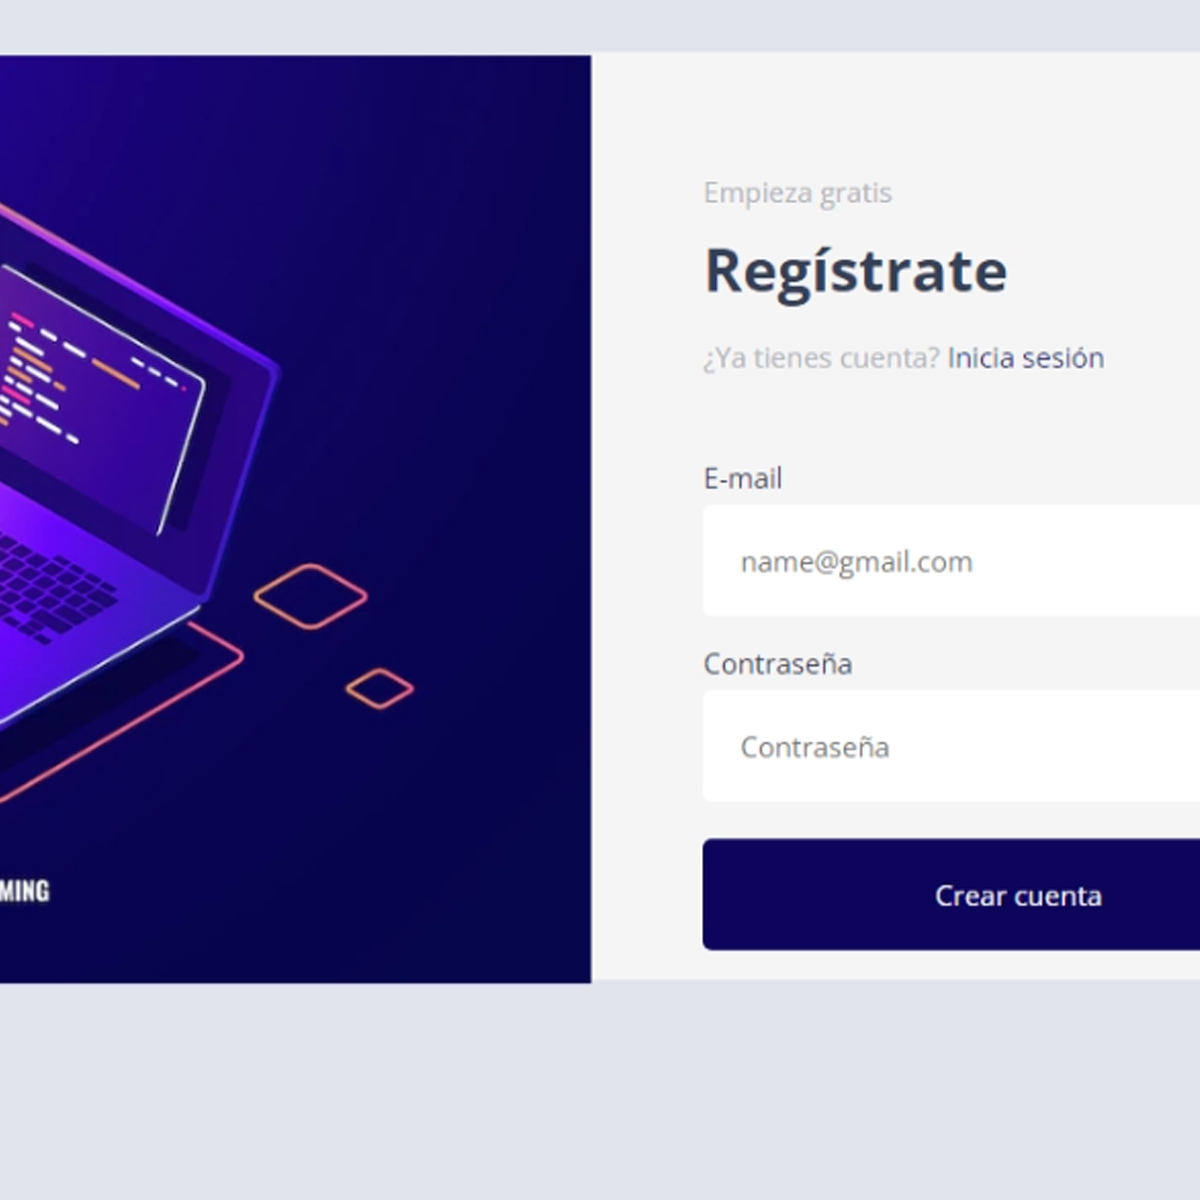 Empieza gratis
Regístrate
¿Ya tienes cuenta? Inicia sesión
E-mail
name@gmail.com
Contraseña
Contraseña
Crear cuenta
MING